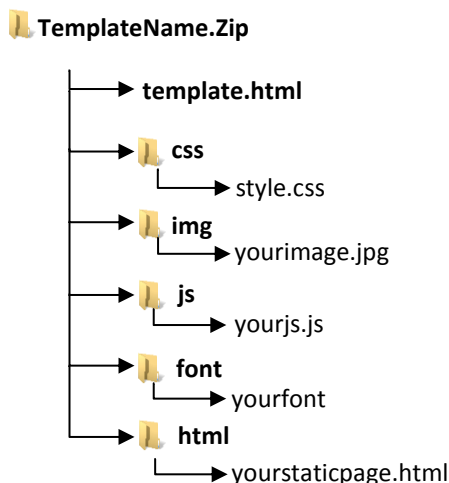 TemplateName.Zip
template.html
css
style.css
img
yourimage.jpg
js
yourjs.js
font
yourfont
html
yourstaticpage.html